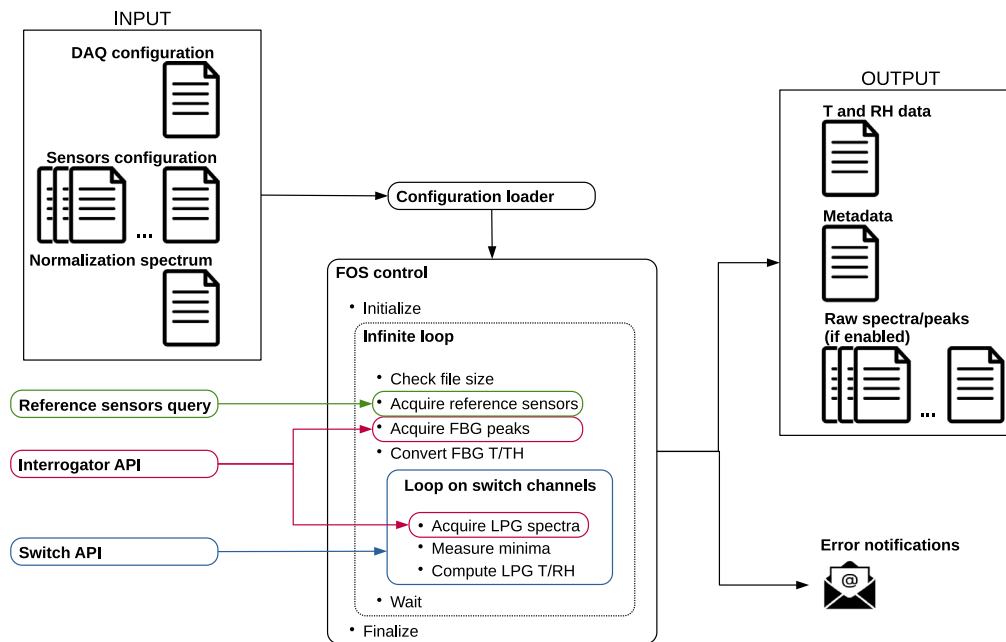 INPUT
DAQ configuration
Sensors configuration
...
Normalization spectrum
Configuration loader
FOS control
• Initialize
Infinite loop
• Check file size
• Acquire reference sensors
• Acquire FBG peaks
• Convert FBG T/TH
Loop on switch channels
• Acquire LPG spectra
• Measure minima
• Compute LPG T/RH
• Wait
• Finalize
Reference sensors query
Interrogator API
Switch API
OUTPUT
T and RH data
Metadata
Raw spectra/peaks
(if enabled)
...
Error notifications
@